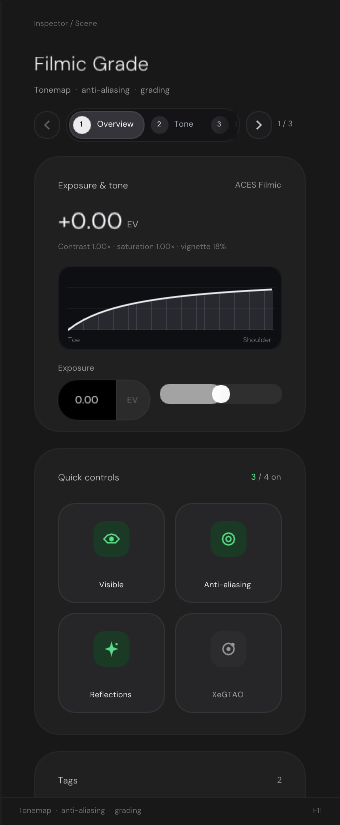 Inspector / Scene
Filmic Grade
Tonemap · anti-aliasing · grading
1 Overview 2 Tone 3 1 / 3
Exposure & tone ACES Filmic
+0.00 EV
Contrast 1.00× · saturation 1.00× · vignette 18%
Toe Shoulder
Exposure
0.00 EV
Quick controls 3 / 4 on
Visible Anti-aliasing
Reflections XeGTAO
Tags 2
Tonemap · anti-aliasing · grading